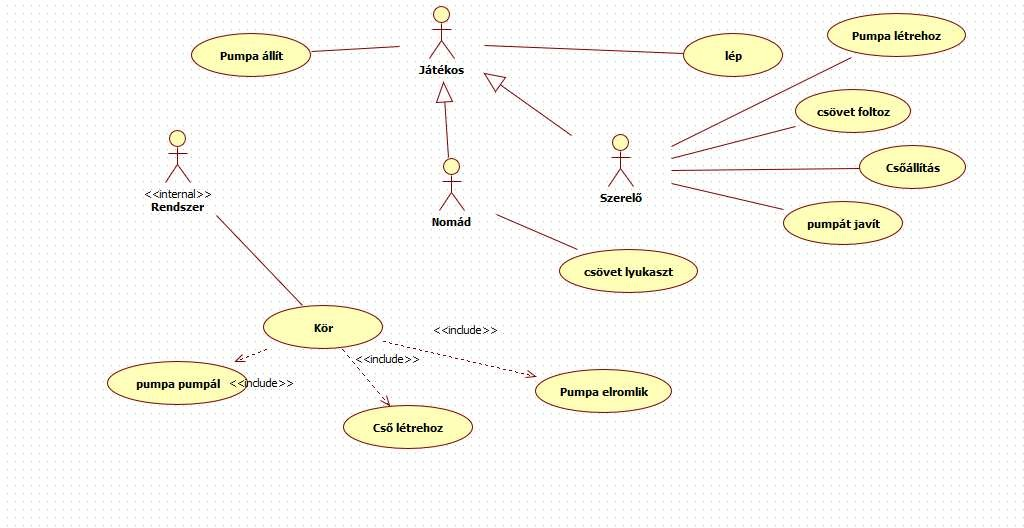 Pumpa állít
Játékos
lép
Pumpa létrehoz
csövet foltoz
Csőállítás
pumpát javít
Szerelő
<<internal>>
Rendszer
Nomád
csövet lyukaszt
Kör
<<include>>
<<include>>
<<include>>
pumpa pumpál
Pumpa elromlik
Cső létrehoz